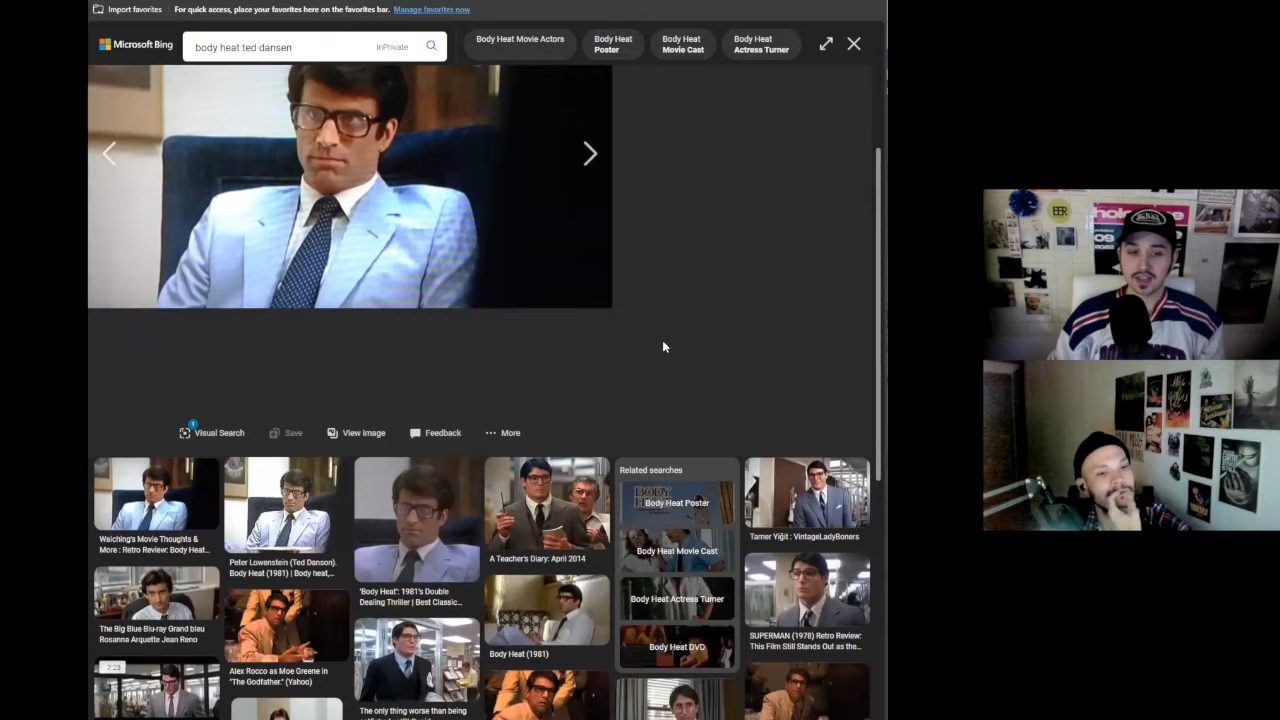 Import favorites
For quick access, place your favorites here on the favorites bar. Manage favorites now
Microsoft Bing
body heat ted dansen
InPrivate
Body Heat Movie Actors
Body Heat
Poster
Body Heat
Movie Cast
Body Heat
Actress Turner
1
Visual Search
Save
View image
Feedback
More
Waiching's Movie Thoughts &
More : Retro Review: Body Heat...
Peter Lowenstein (Ted Danson).
Body Heat (1981) | Body heat,...
'Body Heat': 1981's Double
Dealing Thriller | Best Classic...
A Teacher's Diary: April 2014
Related searches
BODY
HEAT
Body Heat Poster
Body Heat Movie Cast
Body Heat Actress Turner
Body Heat DVD
Tamer Yiğit : VintageLadyBoners
The Big Blue Blu-ray Grand bleu
Rosanna Arquette Jean Reno
Alex Rocco as Moe Greene in
"The Godfather." (Yahoo)
Body Heat (1981)
SUPERMAN (1978) Retro Review:
This Film Still Stands Out as the...
2:23
The only thing worse than being
EER
09
2022